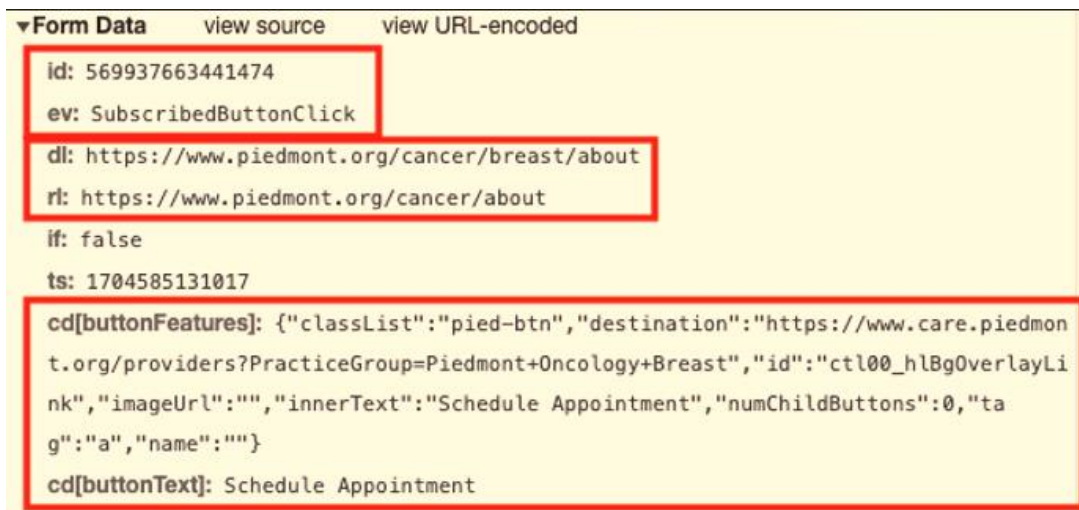 ▾Form Data view source view URL-encoded
id: 569937663441474
ev: SubscribedButtonClick
dl: https://www.piedmont.org/cancer/breast/about
rl: https://www.piedmont.org/cancer/about
if: false
ts: 1704585131017
cd[buttonFeatures]: {"classList":"pied-btn","destination":"https://www.care.piedmon
t.org/providers?PracticeGroup=Piedmont+Oncology+Breast","id":"ctl00_hlBgOverlayLi
nk","imageUrl":"","innerText":"Schedule Appointment","numChildButtons":0,"ta
g":"a","name":""}
cd[buttonText]: Schedule Appointment